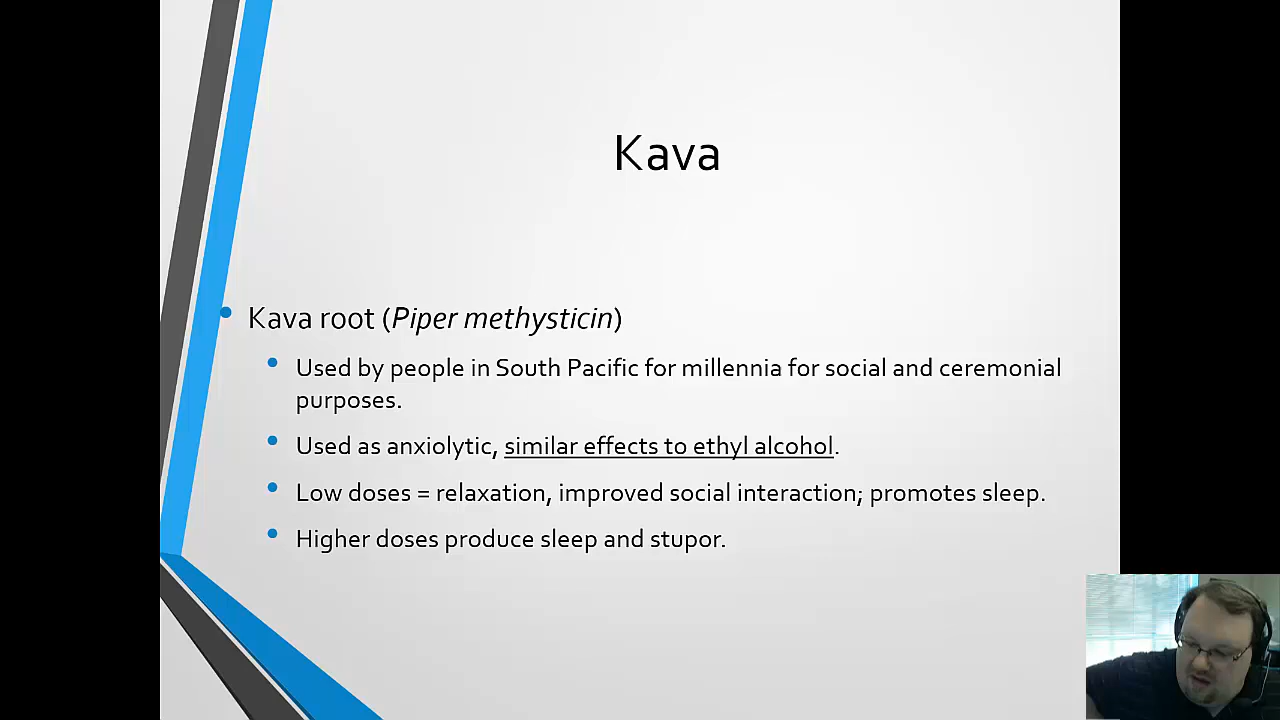 Kava
Kava root (Piper methysticin)
Used by people in South Pacific for millennia for social and ceremonial
purposes.
Used as anxiolytic, similar effects to ethyl alcohol.
Low doses = relaxation, improved social interaction; promotes sleep.
Higher doses produce sleep and stupor.